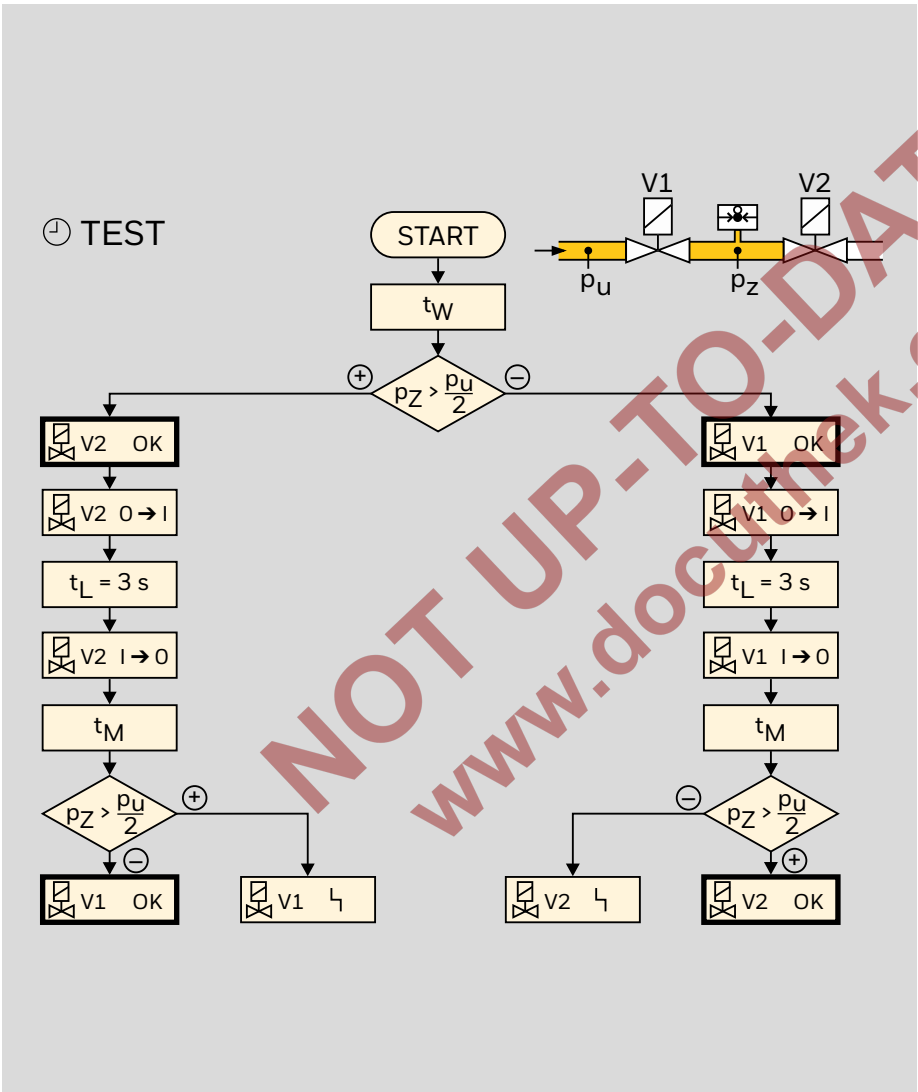 V1
V2
TEST
START
pu
pz
tW
pZ > pu/2
+
−
V2 OK
V1 OK
V2 0 → I
V1 0 → I
tL = 3 s
tL = 3 s
V2 I → 0
V1 I → 0
tM
tM
pZ > pu/2
+
−
pZ > pu/2
−
+
V1 OK
V1
V2
V2 OK
NOT UP-TO-DAT
www.docuthek.